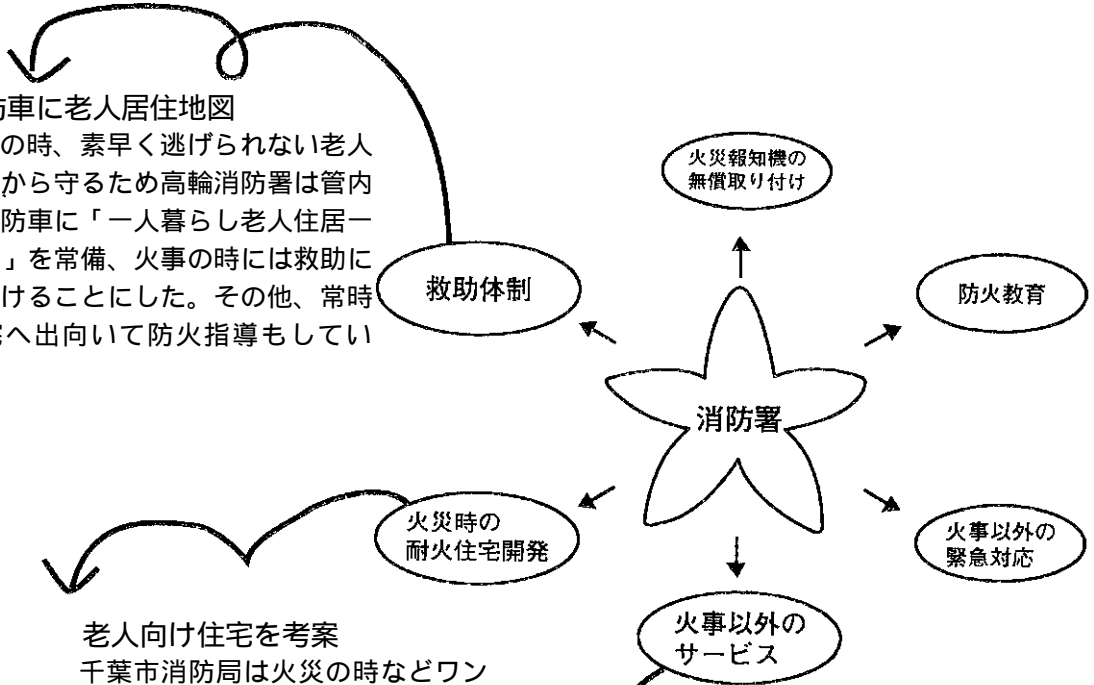 防車に老人居住地図
の時、素早く逃げられない老人
から守るため高輪消防署は管内
防車に「一人暮らし老人住居一
」を常備、火事の時には救助に
けることにした。その他、常時
へ出向いて防火指導もしてい
火災報知機の
無償取り付け
救助体制
防火教育
消防署
火災時の
耐火住宅開発
火事以外の
緊急対応
火事以外の
サービス
老人向け住宅を考案
千葉市消防局は火災の時などワン